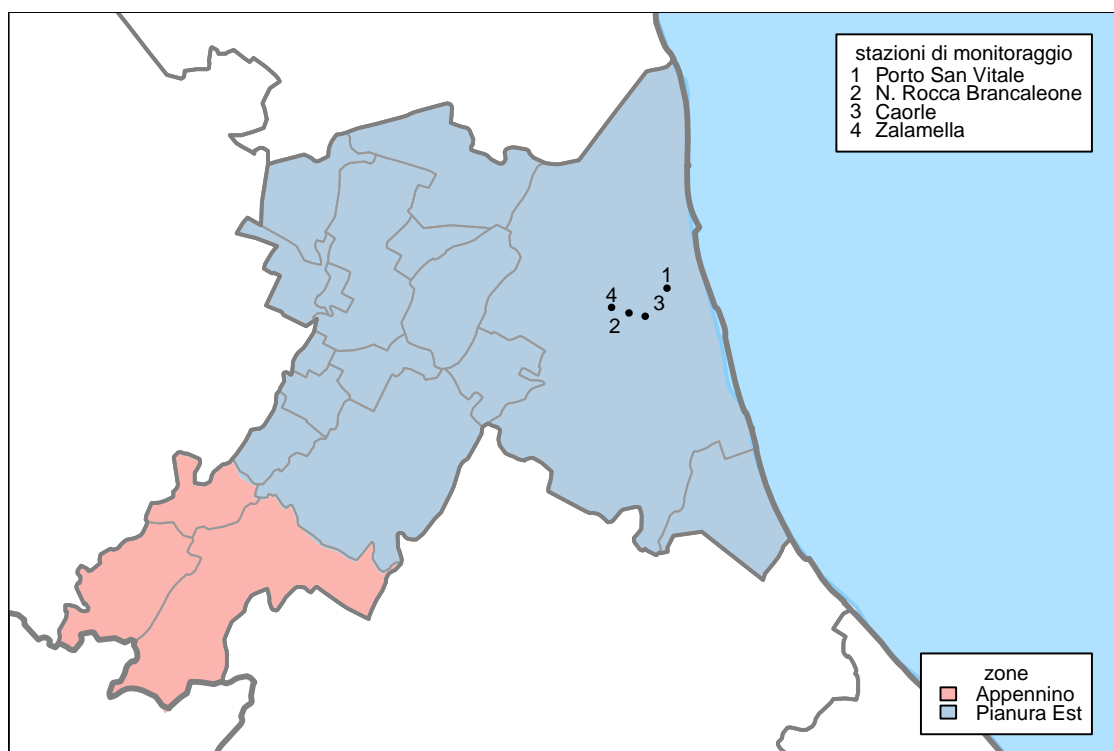 stazioni di monitoraggio
1 Porto San Vitale
2 N. Rocca Brancaleone
3 Caorle
4 Zalamella
1
4
3
2
zone
Appennino
Pianura Est